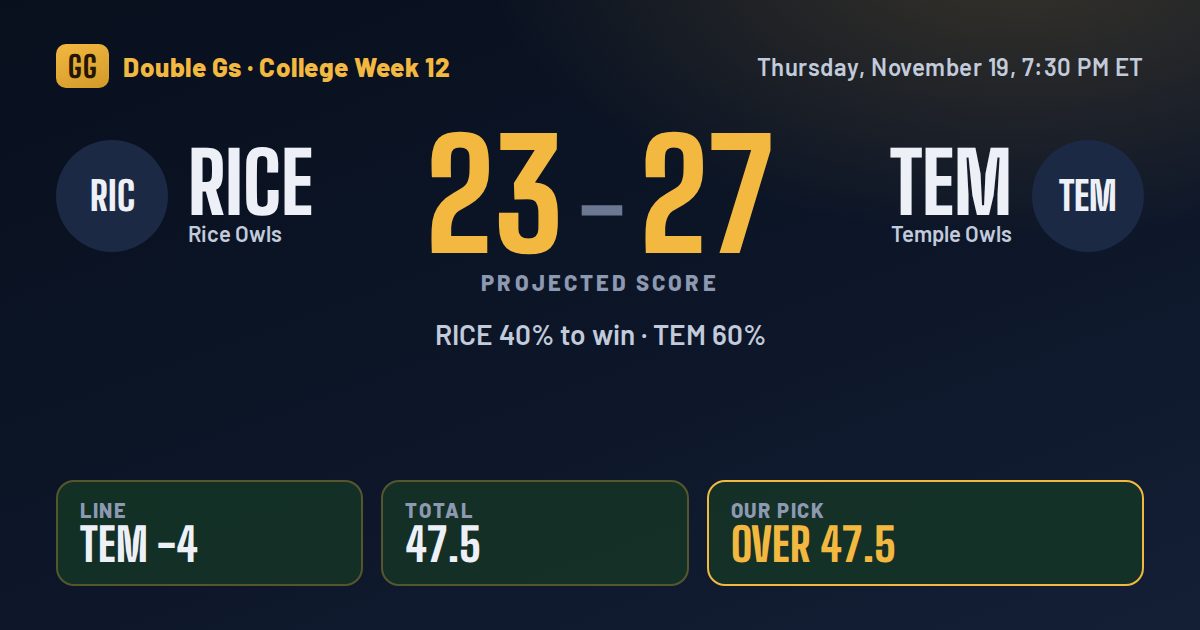 GG Double Gs · College Week 12
Thursday, November 19, 7:30 PM ET
RIC
RICE
Rice Owls
23 – 27
PROJECTED SCORE
RICE 40% to win · TEM 60%
TEM
Temple Owls
TEM
LINE
TEM −4
TOTAL
47.5
OUR PICK
OVER 47.5